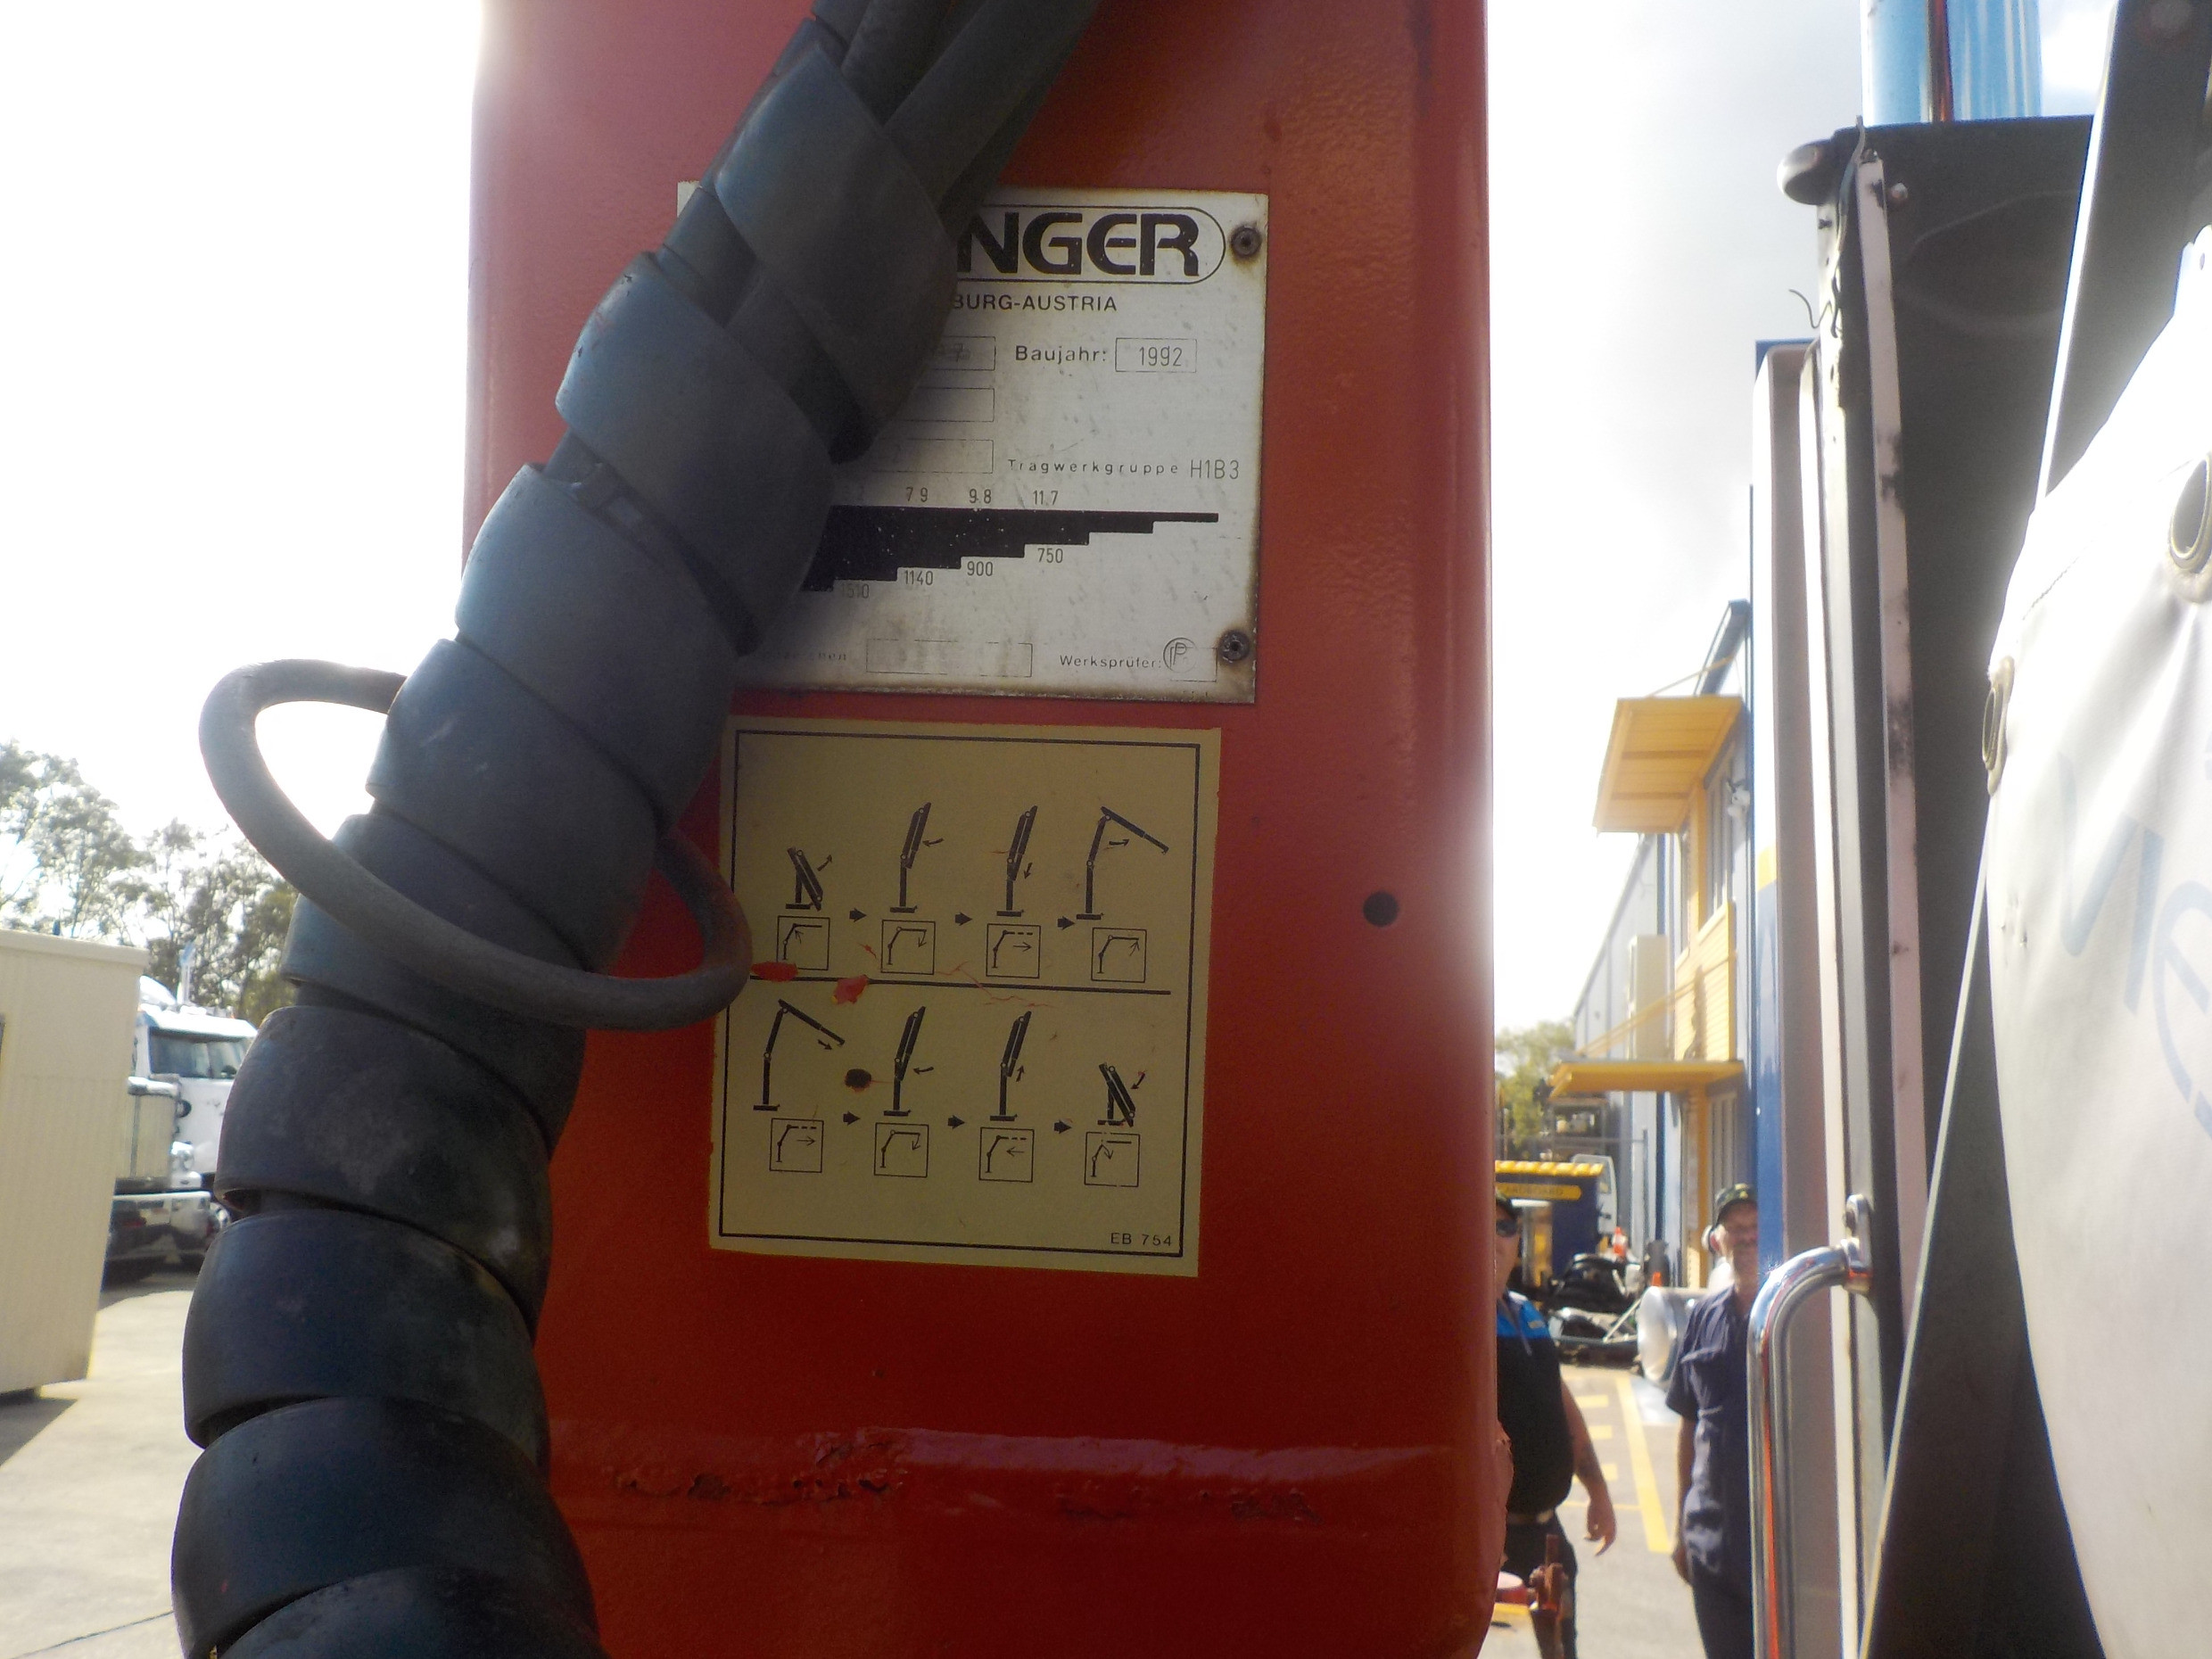 NGER
BURG-AUSTRIA
Baujahr: 1992
Tragwerkgruppe H1B3
7.9 9.8 11.7
750
900
1140
1510
Werksprüfer:
EB 754